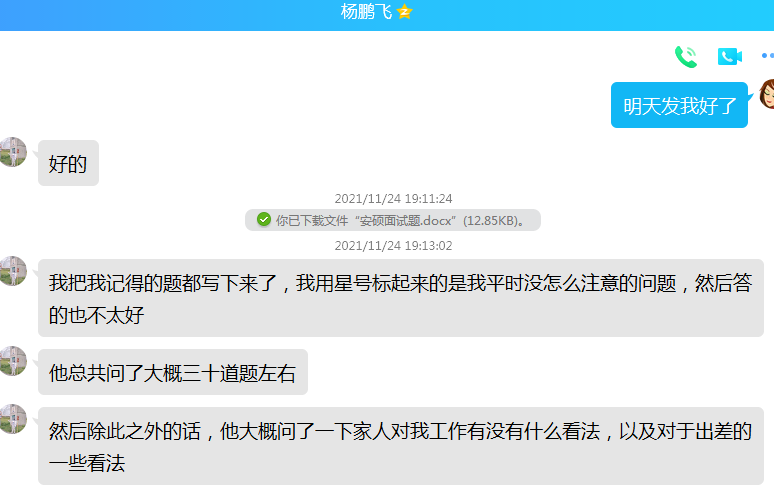 杨鹏飞
明天发我好了
好的
2021/11/24 19:11:24
你已下载文件“安硕面试题.docx”(12.85KB)。
2021/11/24 19:13:02
我把我记得的题都写下来了，我用星号标起来的是我平时没怎么注意的问题，然后答
的也不太好
他总共问了大概三十道题左右
然后除此之外的话，他大概问了一下家人对我工作有没有什么看法，以及对于出差的
一些看法